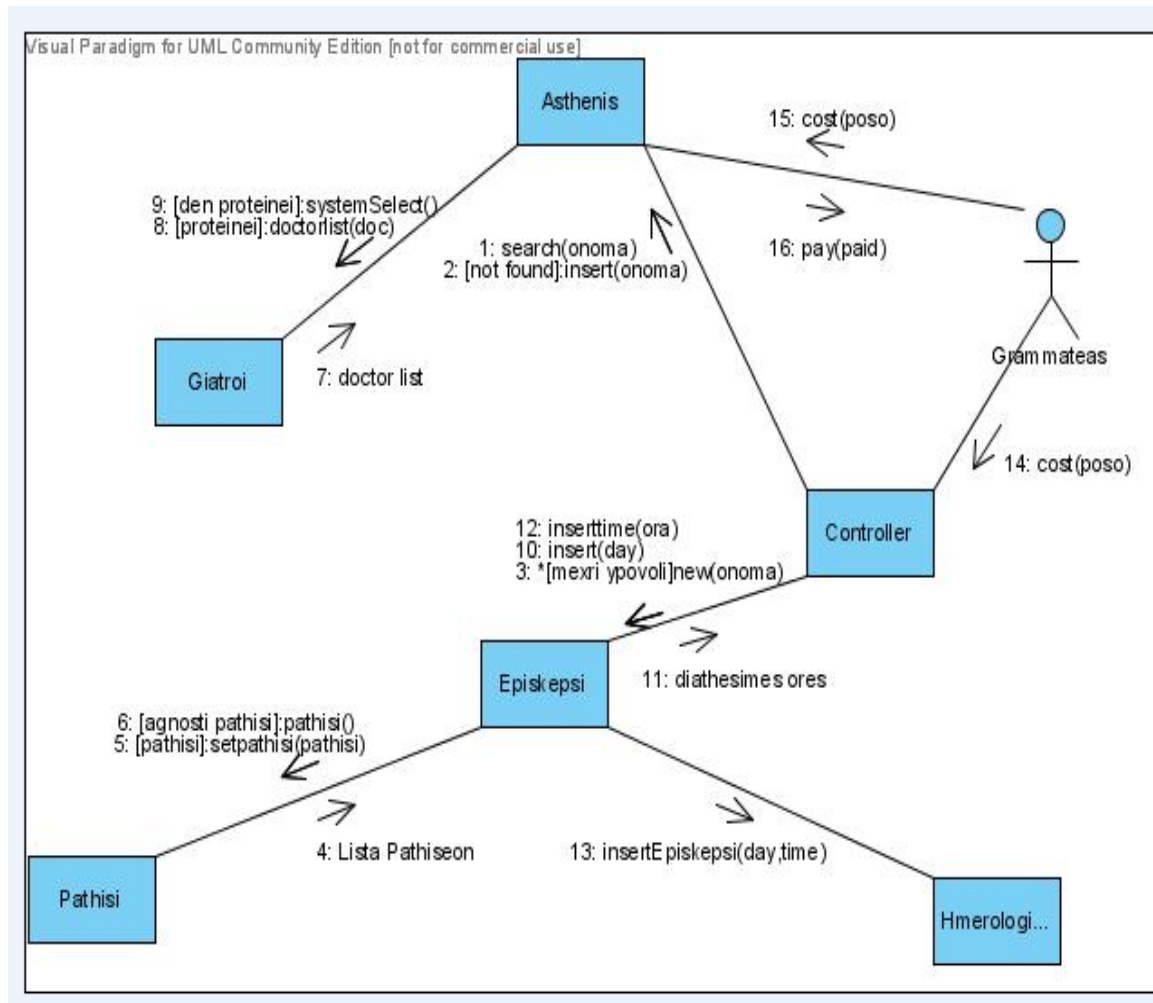 Visual Paradigm for UML Community Edition [not for commercial use]
Asthenis
15: cost(poso)
9: [den proteinei]:systemSelect()
8: [proteinei]:doctorlist(doc)
1: search(onoma)
2: [not found]:insert(onoma)
16: pay(paid)
Grammateas
Giatroi
7: doctor list
14: cost(poso)
Controller
12: inserttime(ora)
10: insert(day)
3: *[mexri ypovoli]new(onoma)
Episkepsi
11: diathesimes ores
6: [agnosti pathisi]:pathisi()
5: [pathisi]:setpathisi(pathisi)
4: Lista Pathiseon
13: insertEpiskepsi(day,time)
Pathisi
Hmerologi...